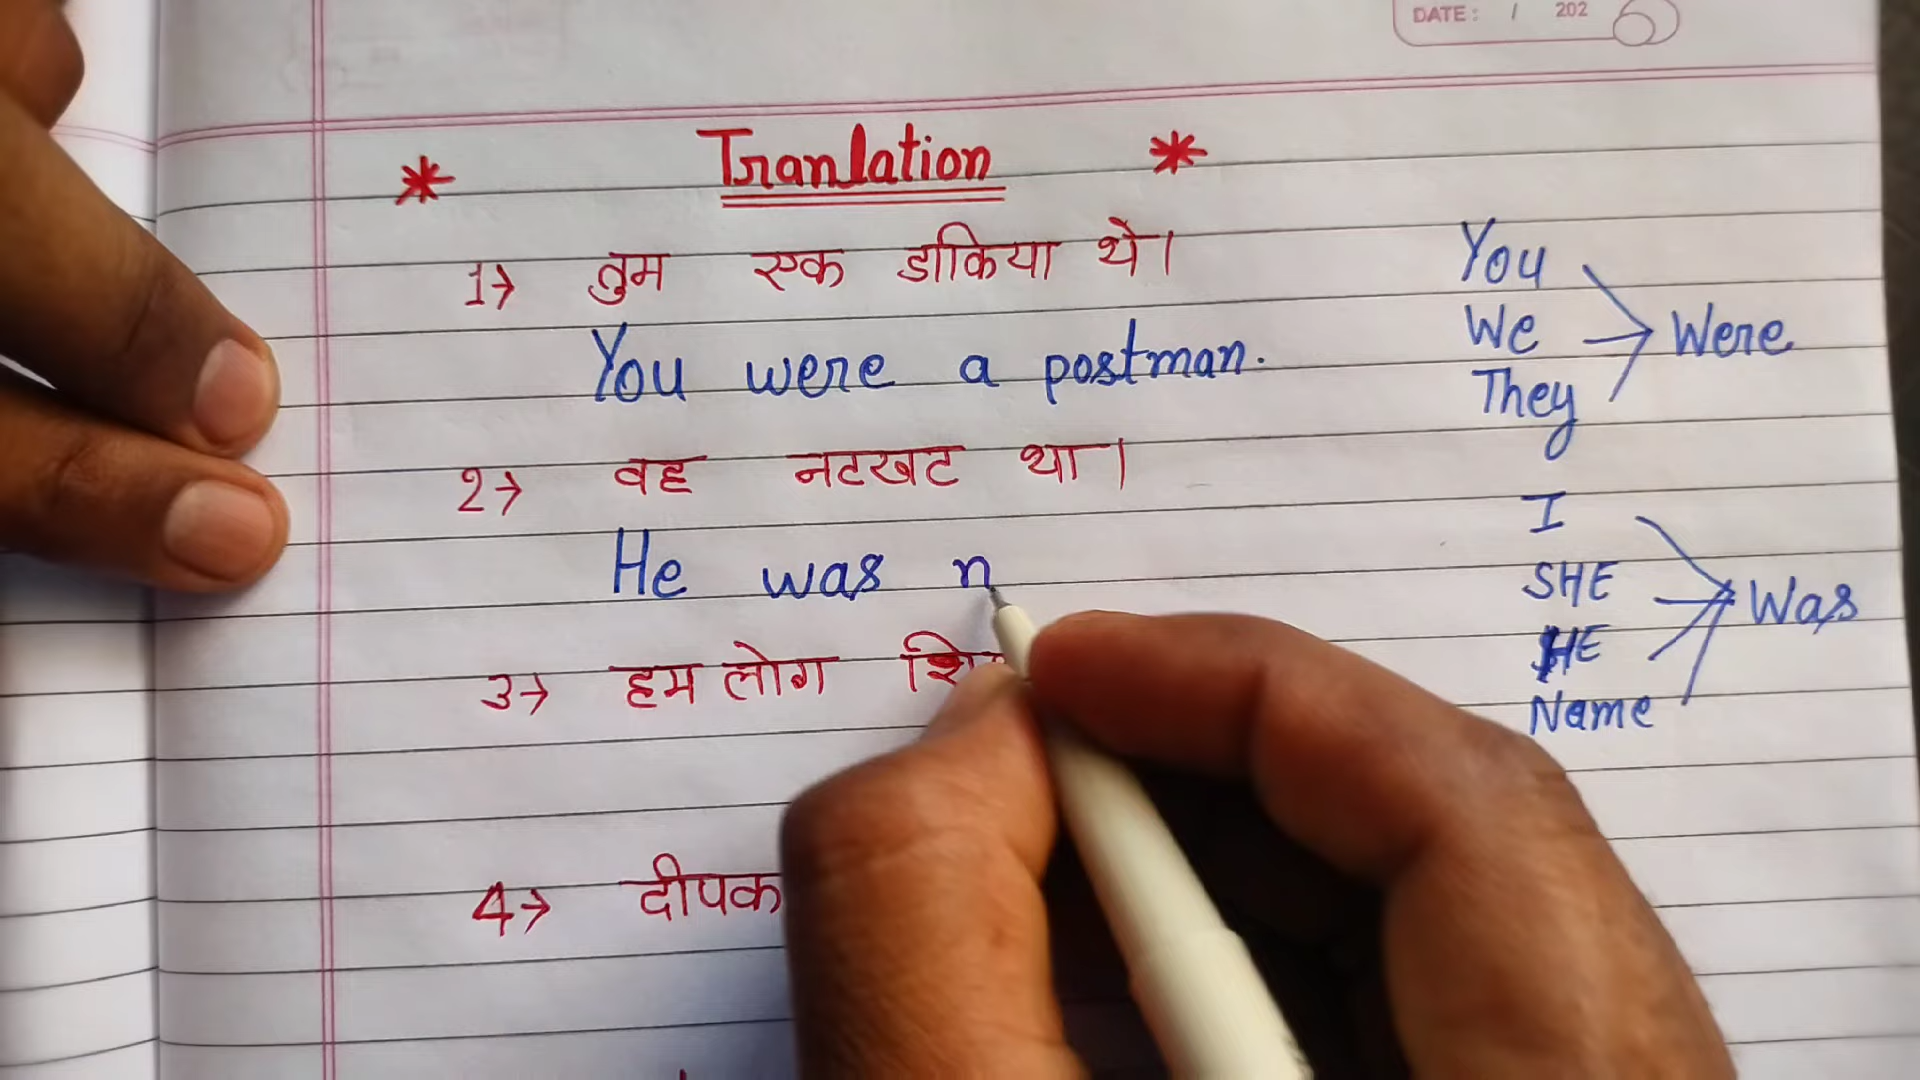 DATE: / 202
* Tranlation *
1→ तुम एक डाकिया थे।
You were a postman.
2→ वह नटखट था।
He was n
3→ हम लोग
4→ दीपक
You
We
They
Were
I
SHE
HE
Name
Was